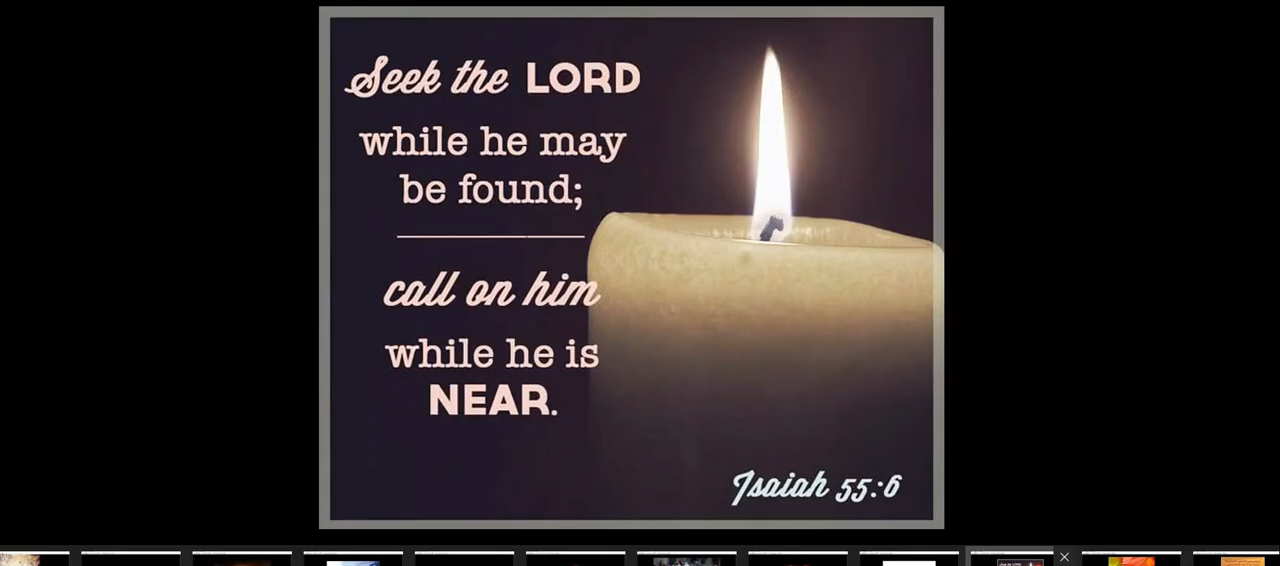 Seek the LORD
while he may
be found;
call on him
while he is
NEAR.
Isaiah 55:6